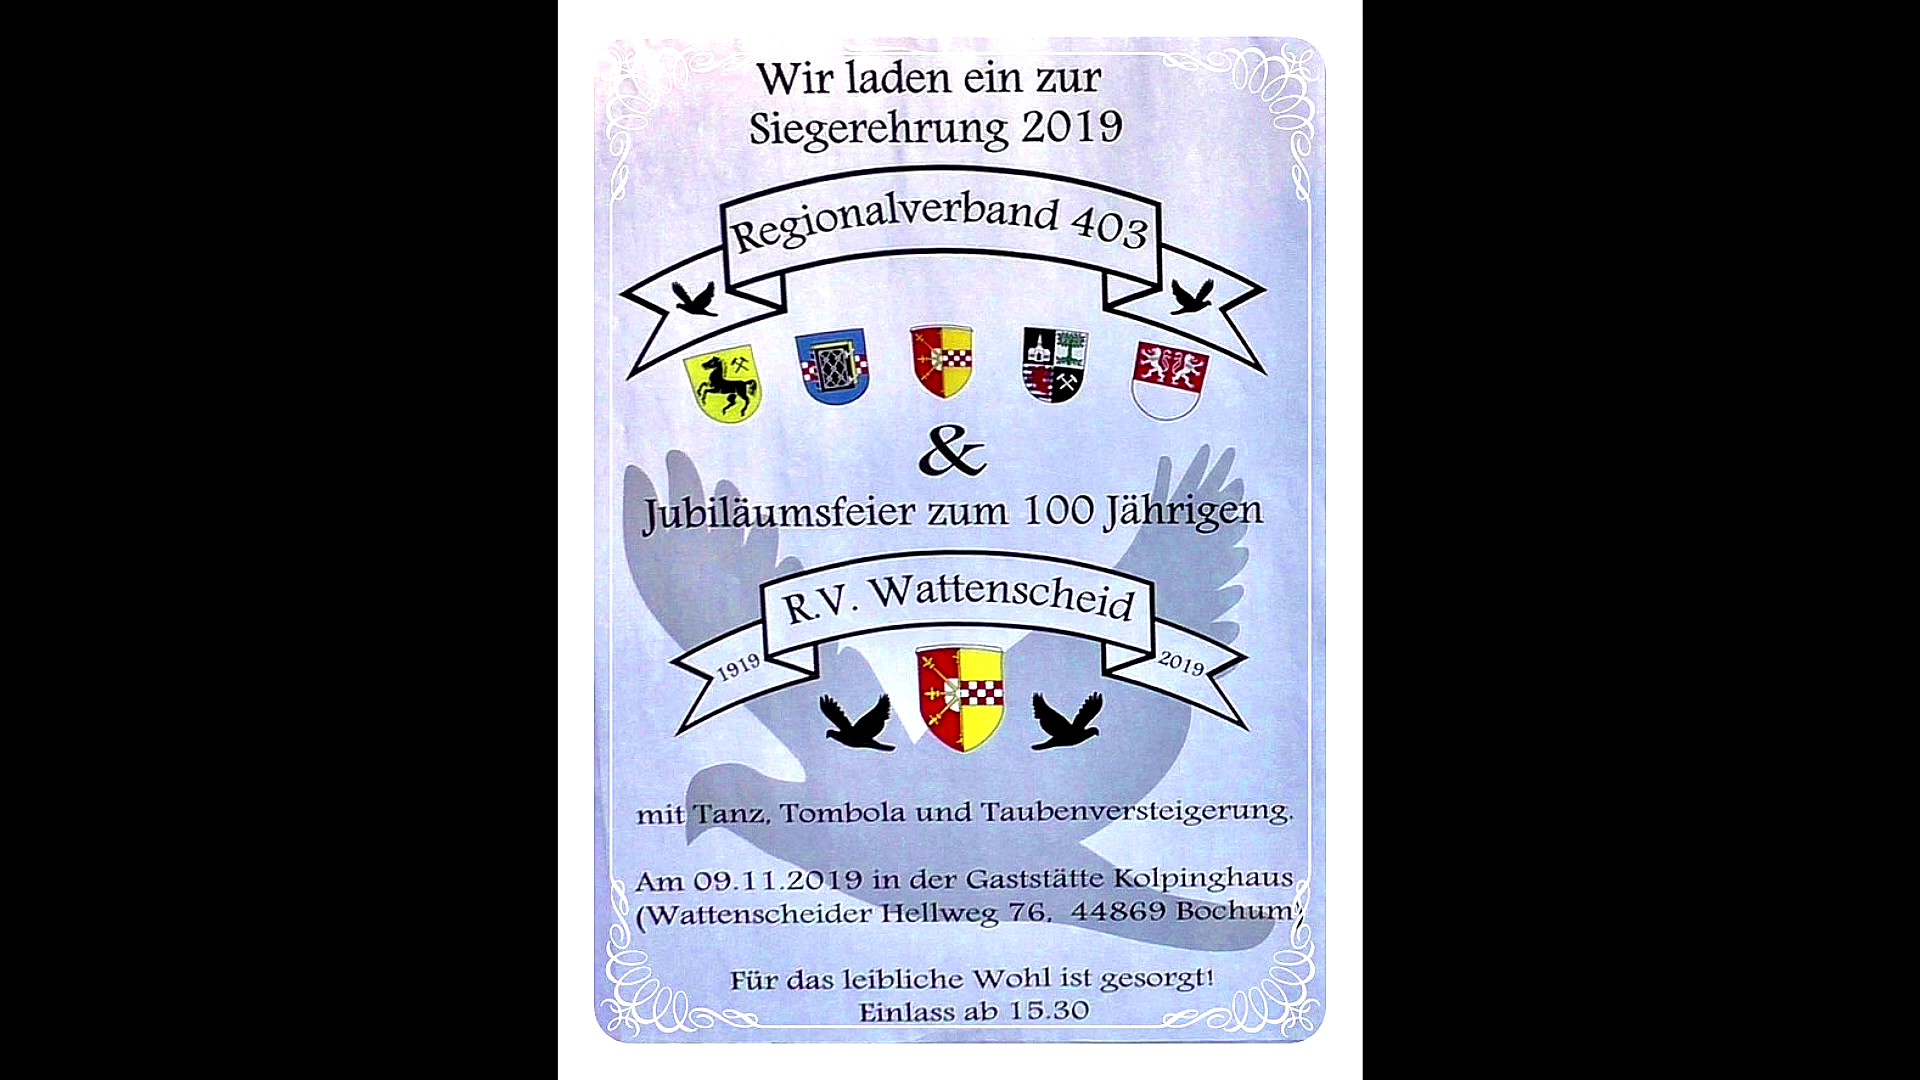 Wir laden ein zur
Siegerehrung 2019
Regionalverband 403
&
Jubiläumsfeier zum 100 Jährigen
R.V. Wattenscheid
1919
2019
mit Tanz, Tombola und Taubenversteigerung.
Am 09.11.2019 in der Gaststätte Kolpinghaus
(Wattenscheider Hellweg 76, 44869 Bochum)
Für das leibliche Wohl ist gesorgt!
Einlass ab 15.30